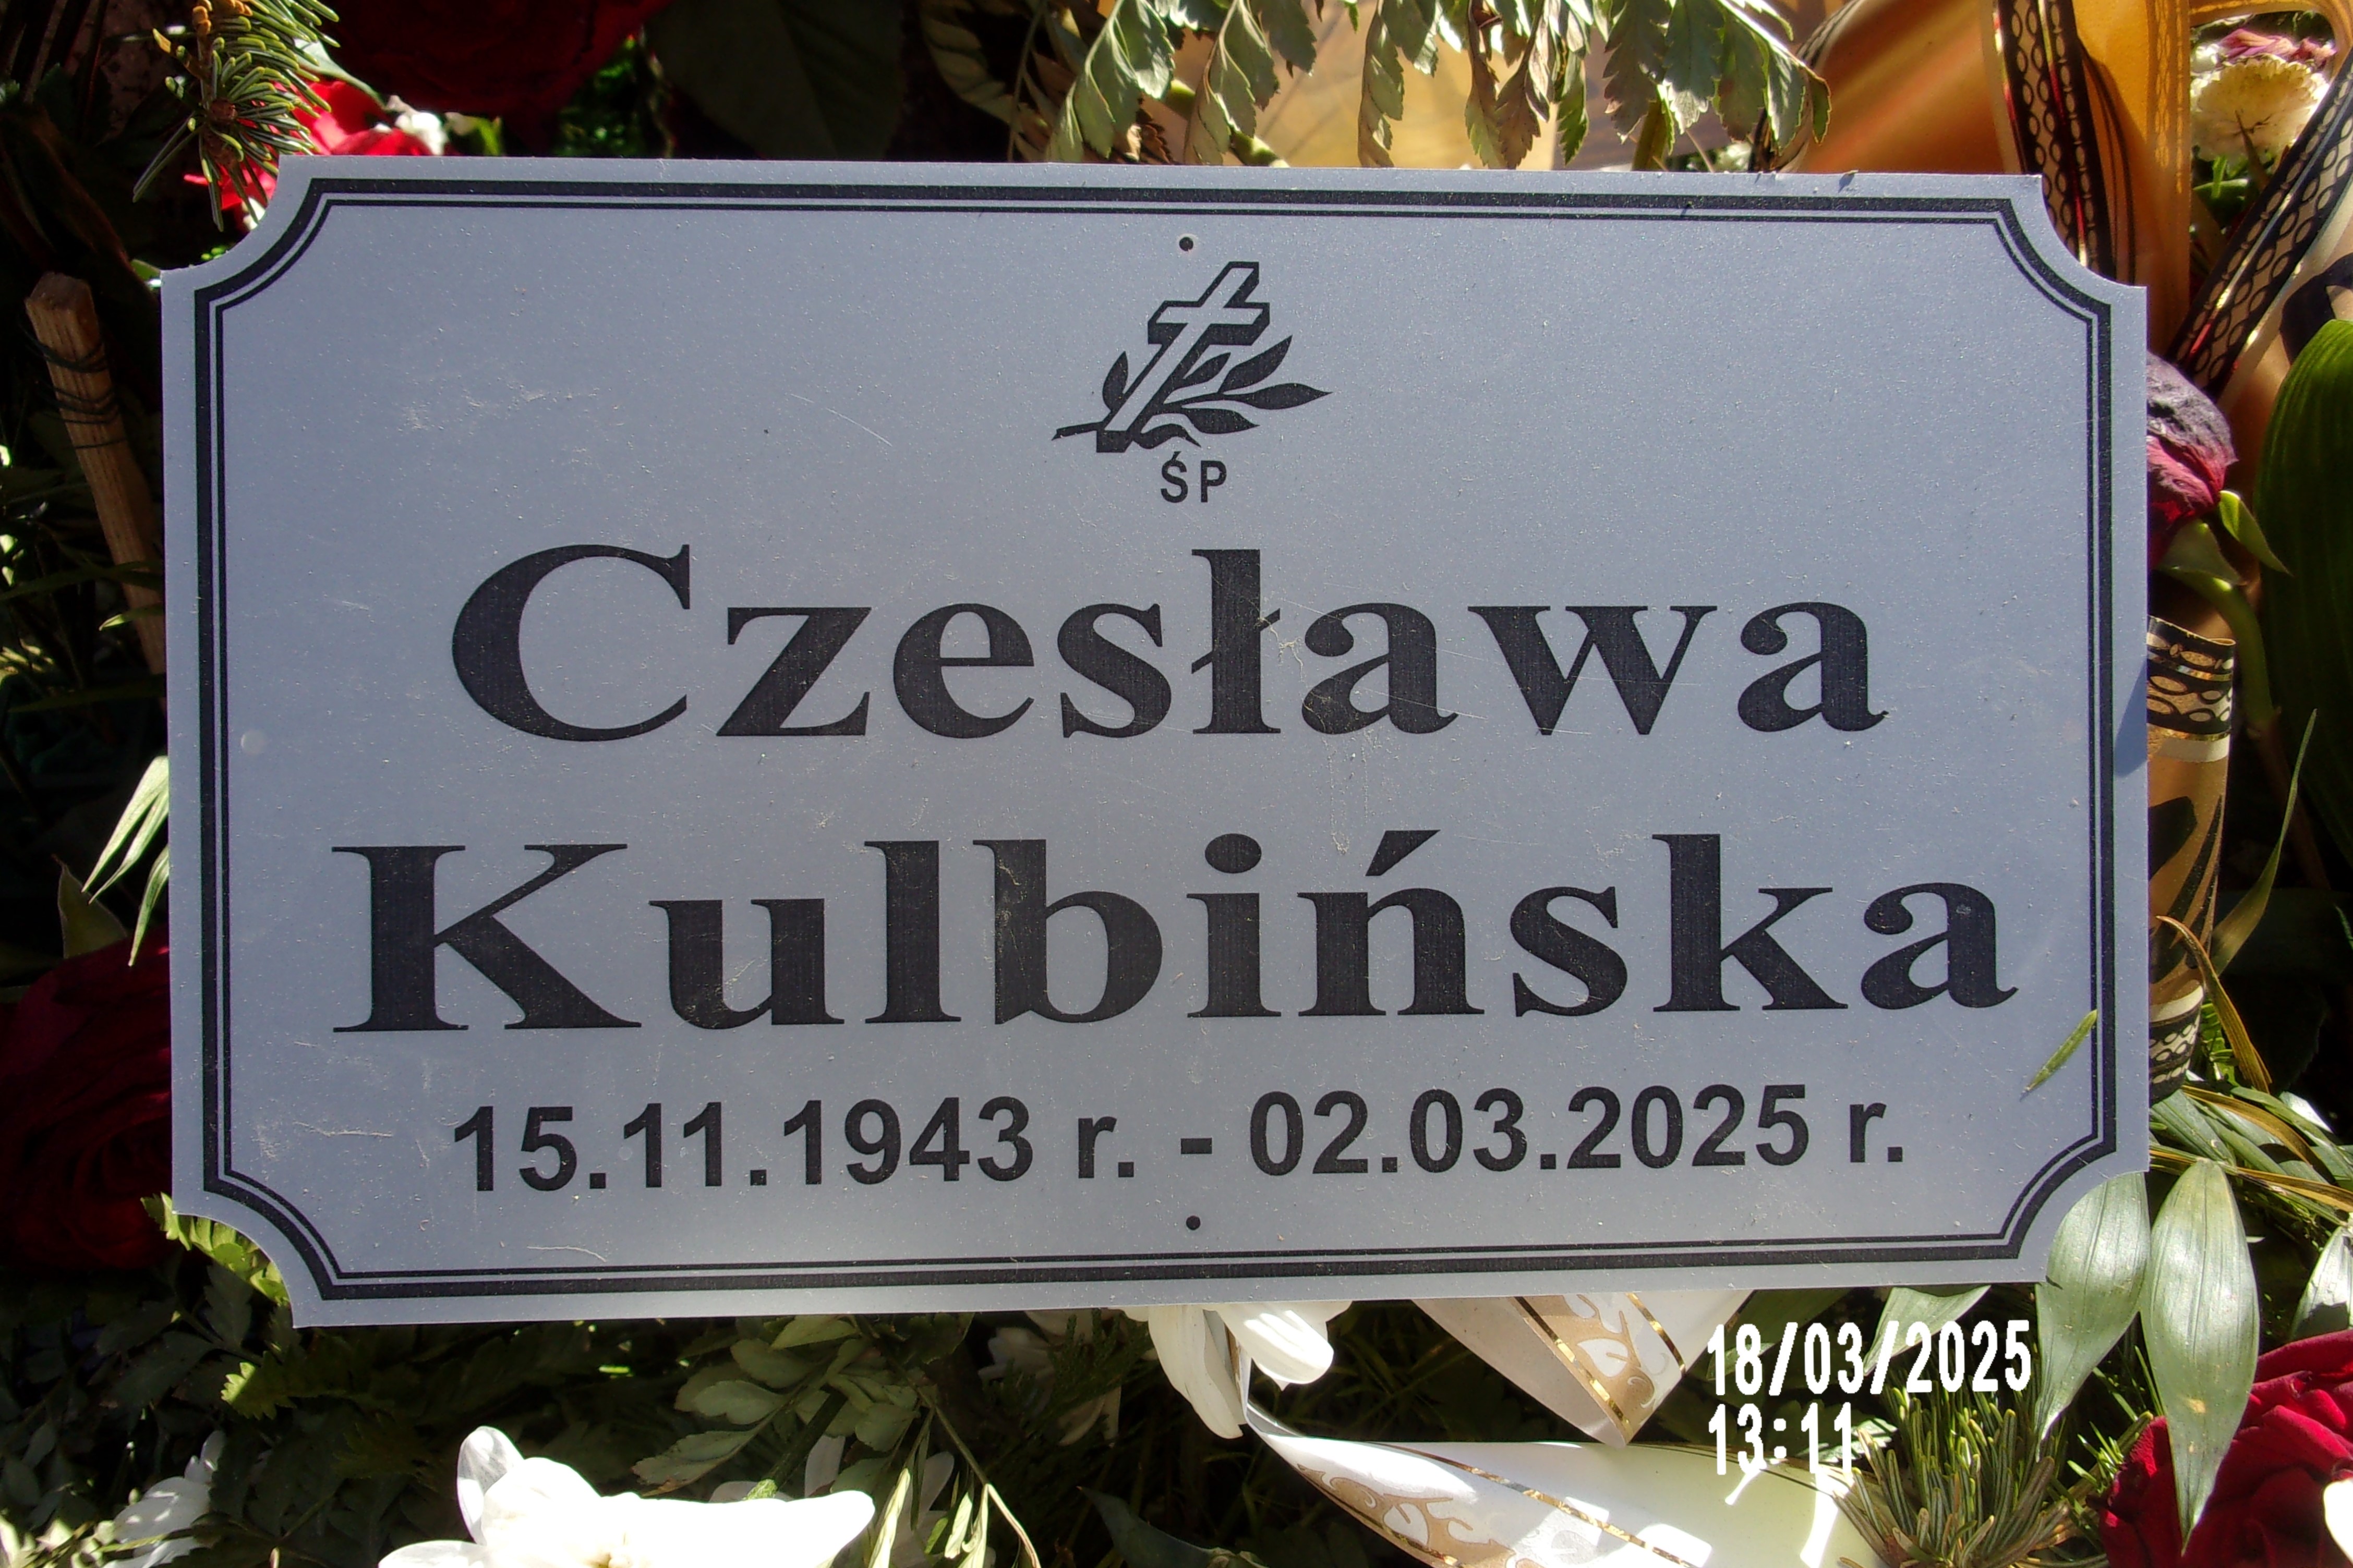 ŚP
Czesława
Kulbińska
15.11.1943 r. - 02.03.2025 r.
18/03/2025
13:11